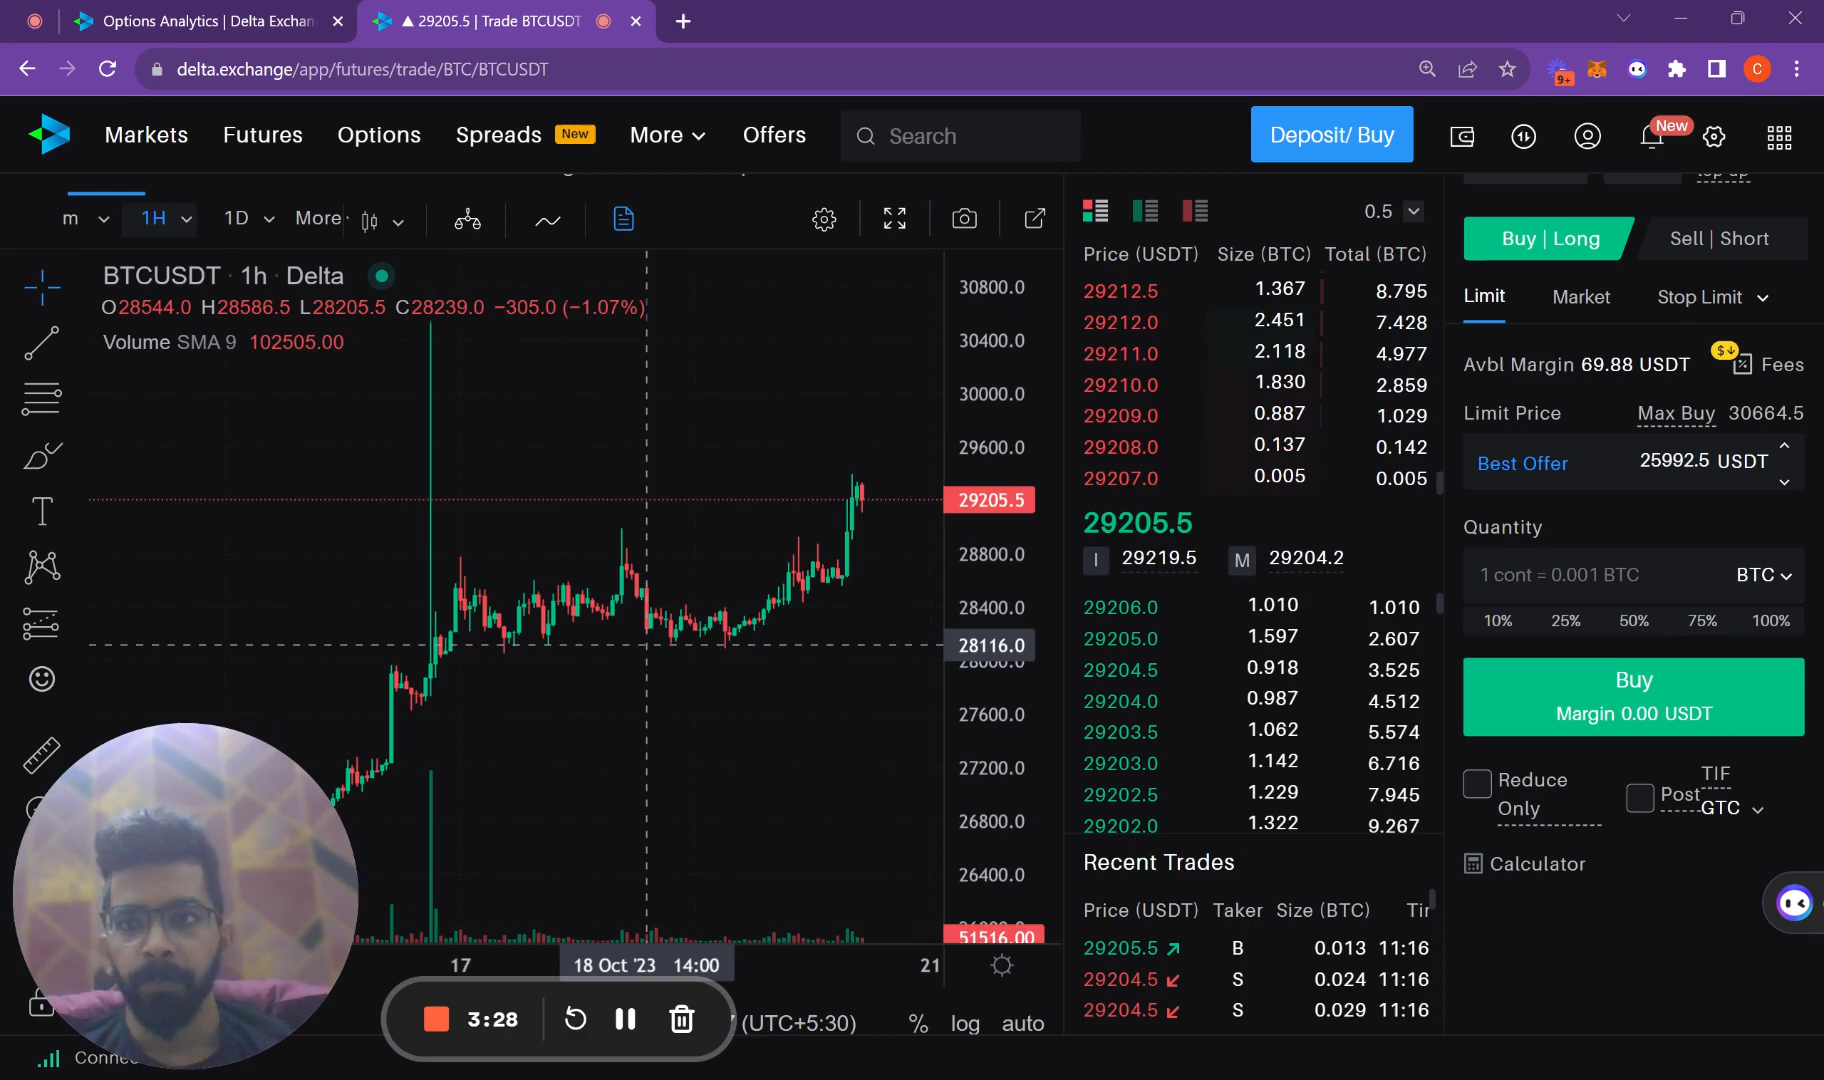 Options Analytics | Delta Exchan
▲ 29205.5 | Trade BTCUSDT
delta.exchange/app/futures/trade/BTC/BTCUSDT
9+
C
Markets Futures Options Spreads New More Offers Search Deposit/ Buy New
m 1H 1D More
0.5
top up
Buy | Long Sell | Short
BTCUSDT · 1h · Delta
O28544.0 H28586.5 L28205.5 C28239.0 −305.0 (−1.07%)
Volume SMA 9 102505.00
30800.0
30400.0
30000.0
29600.0
29205.5
28800.0
28400.0
28116.0
28000.0
27600.0
27200.0
26800.0
26400.0
51516.00
17 18 Oct '23 14:00 21
3:28
(UTC+5:30) % log auto
Price (USDT) Size (BTC) Total (BTC)
29212.5 1.367 8.795
29212.0 2.451 7.428
29211.0 2.118 4.977
29210.0 1.830 2.859
29209.0 0.887 1.029
29208.0 0.137 0.142
29207.0 0.005 0.005
29205.5
I 29219.5 M 29204.2
29206.0 1.010 1.010
29205.0 1.597 2.607
29204.5 0.918 3.525
29204.0 0.987 4.512
29203.5 1.062 5.574
29203.0 1.142 6.716
29202.5 1.229 7.945
29202.0 1.322 9.267
Recent Trades
Price (USDT) Taker Size (BTC)
29205.5 B 0.013 11:16
29204.5 S 0.024 11:16
29204.5 S 0.029 11:16
Limit Market Stop Limit
Avbl Margin 69.88 USDT $ Fees
Limit Price Max Buy 30664.5
Best Offer 25992.5 USDT
Quantity
1 cont = 0.001 BTC BTC
10% 25% 50% 75% 100%
Buy
Margin 0.00 USDT
Reduce Only
Post
TIF
GTC
Calculator